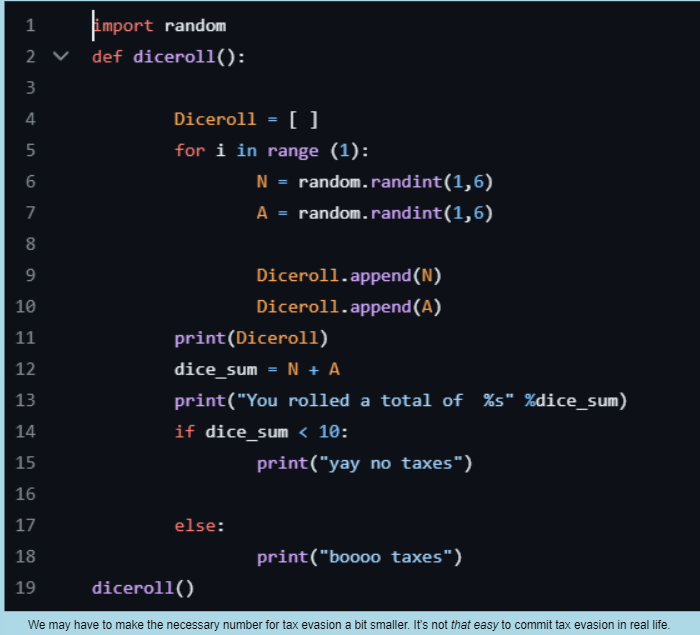 1 import random
2 def diceroll():
3
4 Diceroll = [ ]
5 for i in range (1):
6 N = random.randint(1,6)
7 A = random.randint(1,6)
8
9 Diceroll.append(N)
10 Diceroll.append(A)
11 print(Diceroll)
12 dice_sum = N + A
13 print("You rolled a total of  %s" %dice_sum)
14 if dice_sum < 10:
15 print("yay no taxes")
16
17 else:
18 print("boooo taxes")
19 diceroll()
We may have to make the necessary number for tax evasion a bit smaller. It's not that easy to commit tax evasion in real life.